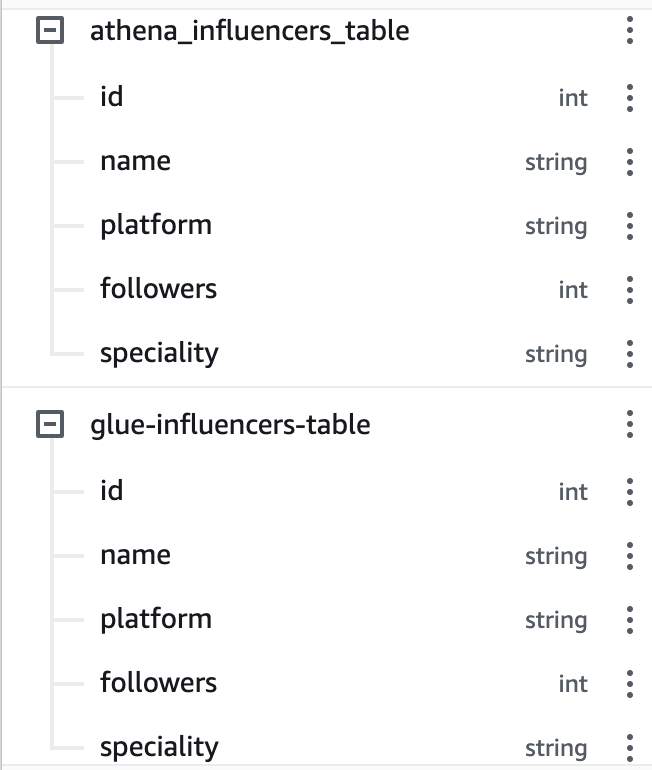 athena_influencers_table
id int
name string
platform string
followers int
speciality string
glue-influencers-table
id int
name string
platform string
followers int
speciality string